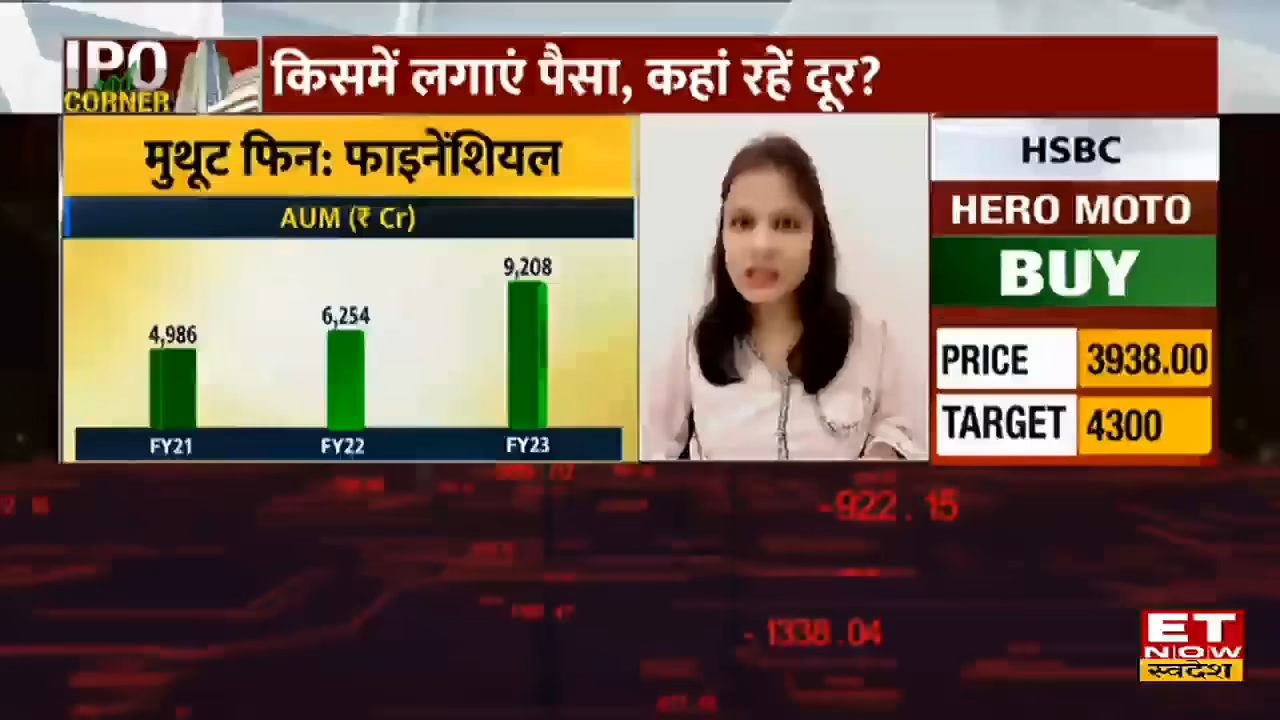 IPO
CORNER
किसमें लगाएं पैसा, कहां रहें दूर?
मुथूट फिन: फाइनेंशियल
AUM (₹ Cr)
4,986
6,254
9,208
FY21
FY22
FY23
HSBC
HERO MOTO
BUY
PRICE 3938.00
TARGET 4300
-922.15
-1338.04
ET
NOW
स्वदेश